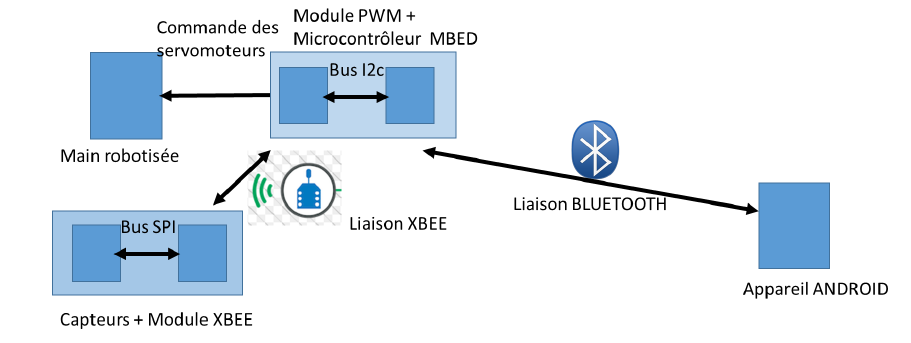 Module PWM +
Microcontrôleur MBED
Commande des
servomoteurs
Bus I2c
Main robotisée
Liaison XBEE
Liaison BLUETOOTH
Bus SPI
Appareil ANDROID
Capteurs + Module XBEE